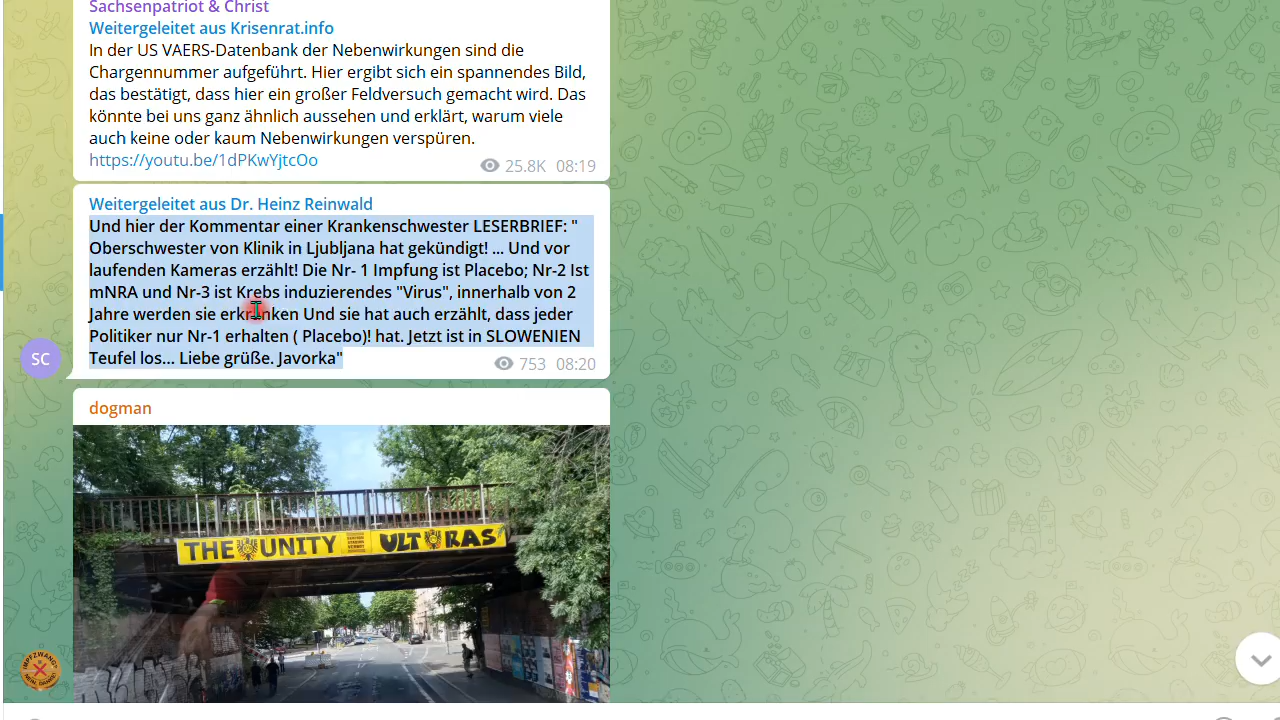 Sachsenpatriot & Christ
Weitergeleitet aus Krisenrat.info
In der US VAERS-Datenbank der Nebenwirkungen sind die
Chargennummer aufgeführt. Hier ergibt sich ein spannendes Bild,
das bestätigt, dass hier ein großer Feldversuch gemacht wird. Das
könnte bei uns ganz ähnlich aussehen und erklärt, warum viele
auch keine oder kaum Nebenwirkungen verspüren.
https://youtu.be/1dPKwYjtcOo
25.8K 08:19
Weitergeleitet aus Dr. Heinz Reinwald
Und hier der Kommentar einer Krankenschwester LESERBRIEF: "
Oberschwester von Klinik in Ljubljana hat gekündigt! ... Und vor
laufenden Kameras erzählt! Die Nr- 1 Impfung ist Placebo; Nr-2 Ist
mNRA und Nr-3 ist Krebs induzierendes "Virus", innerhalb von 2
Jahre werden sie erkranken Und sie hat auch erzählt, dass jeder
Politiker nur Nr-1 erhalten ( Placebo)! hat. Jetzt ist in SLOWENIEN
Teufel los... Liebe grüße. Javorka"
753 08:20
SC
dogman
THE UNITY ULTRAS